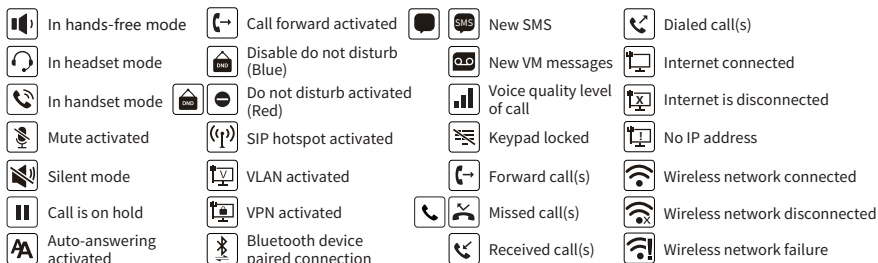 In hands-free mode
In headset mode
In handset mode
Mute activated
Silent mode
Call is on hold
AA Auto-answering
activated
Call forward activated
DND Disable do not disturb
(Blue)
DND Do not disturb activated
(Red)
SIP hotspot activated
V VLAN activated
VPN activated
Bluetooth device
paired connection
SMS New SMS
New VM messages
Voice quality level
of call
Keypad locked
Forward call(s)
Missed call(s)
Received call(s)
Dialed call(s)
Internet connected
X Internet is disconnected
! No IP address
Wireless network connected
X Wireless network disconnected
! Wireless network failure